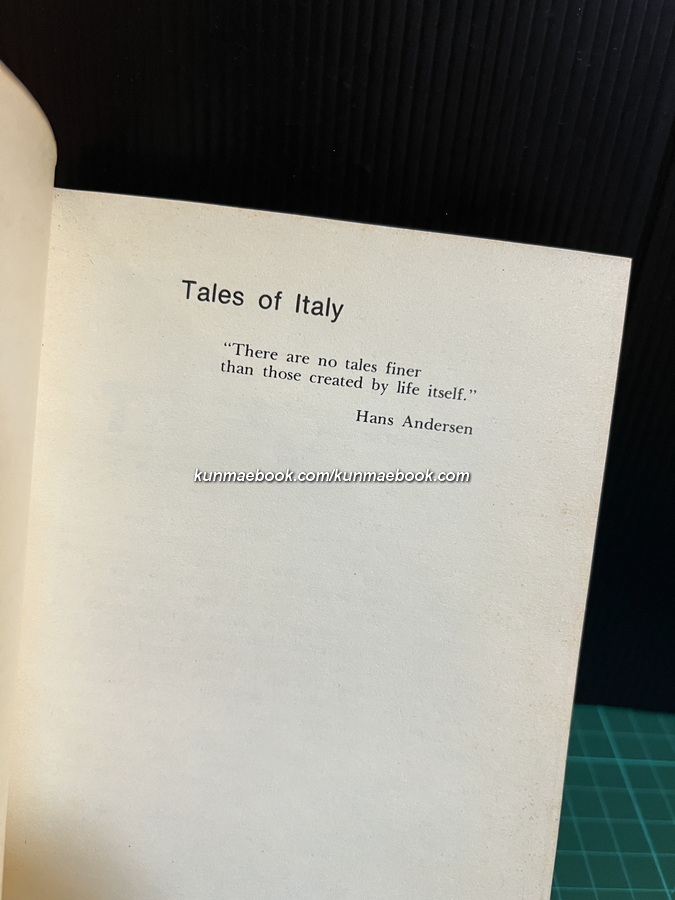 Tales of Italy
“There are no tales finer
than those created by life itself.”
Hans Andersen
kunmaebook.com/kunmaebook.com